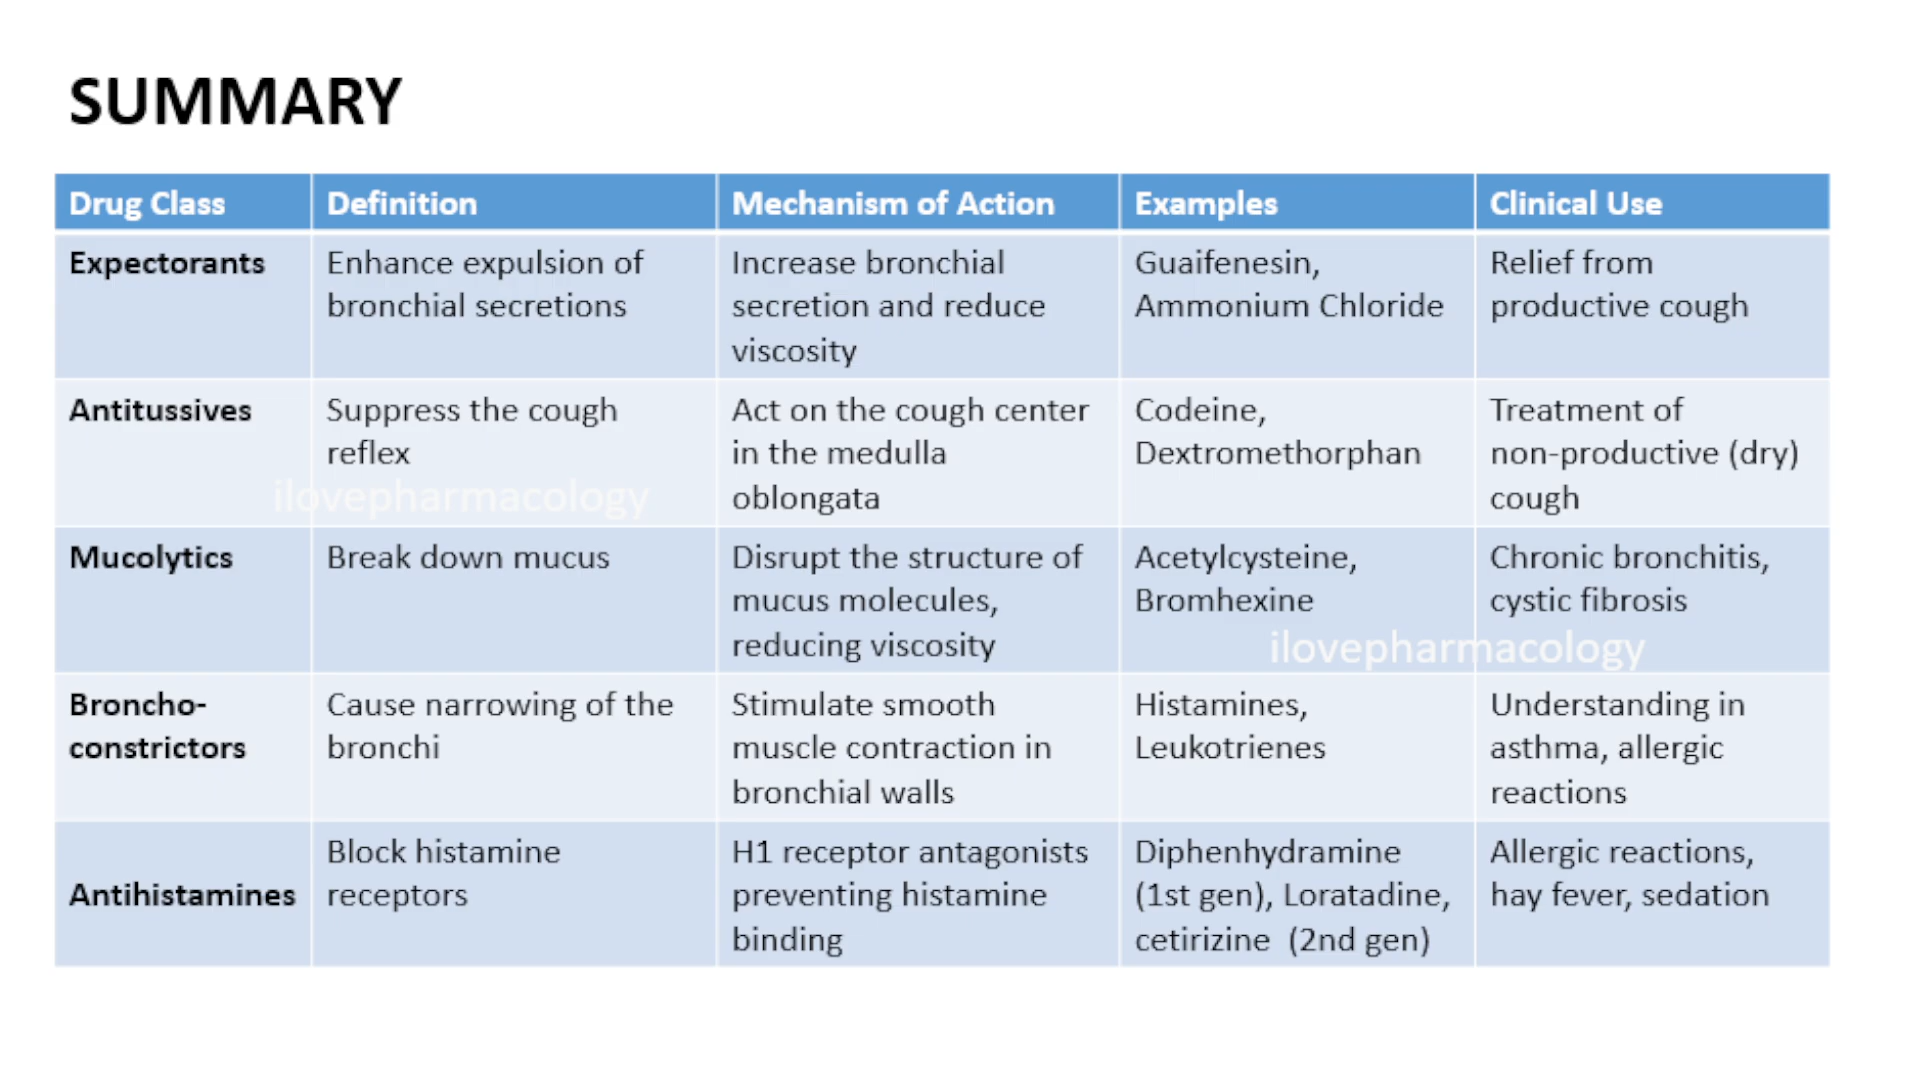 SUMMARY
Drug Class
Definition
Mechanism of Action
Examples
Clinical Use
Expectorants
Enhance expulsion of
bronchial secretions
Increase bronchial
secretion and reduce
viscosity
Guaifenesin,
Ammonium Chloride
Relief from
productive cough
Antitussives
Suppress the cough
reflex
Act on the cough center
in the medulla
oblongata
Codeine,
Dextromethorphan
Treatment of
non-productive (dry)
cough
ilovepharmacology
Mucolytics
Break down mucus
Disrupt the structure of
mucus molecules,
reducing viscosity
Acetylcysteine,
Bromhexine
Chronic bronchitis,
cystic fibrosis
ilovepharmacology
Broncho-
constrictors
Cause narrowing of the
bronchi
Stimulate smooth
muscle contraction in
bronchial walls
Histamines,
Leukotrienes
Understanding in
asthma, allergic
reactions
Antihistamines
Block histamine
receptors
H1 receptor antagonists
preventing histamine
binding
Diphenhydramine
(1st gen), Loratadine,
cetirizine (2nd gen)
Allergic reactions,
hay fever, sedation